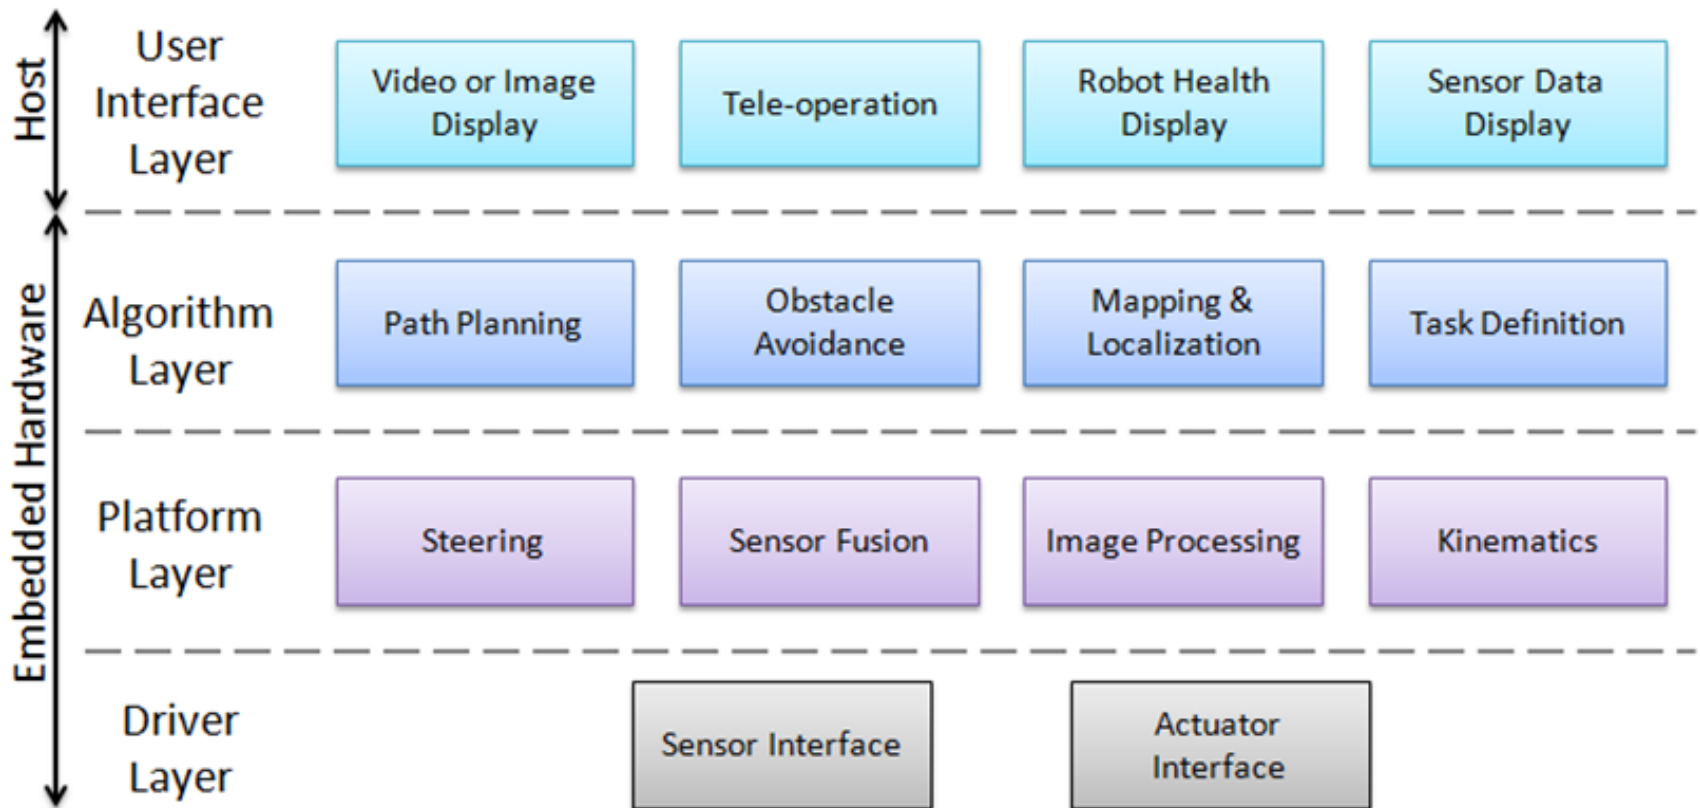 Host
User
Interface
Layer
Video or Image
Display
Tele-operation
Robot Health
Display
Sensor Data
Display
Embedded Hardware
Algorithm
Layer
Path Planning
Obstacle
Avoidance
Mapping &
Localization
Task Definition
Platform
Layer
Steering
Sensor Fusion
Image Processing
Kinematics
Driver
Layer
Sensor Interface
Actuator
Interface